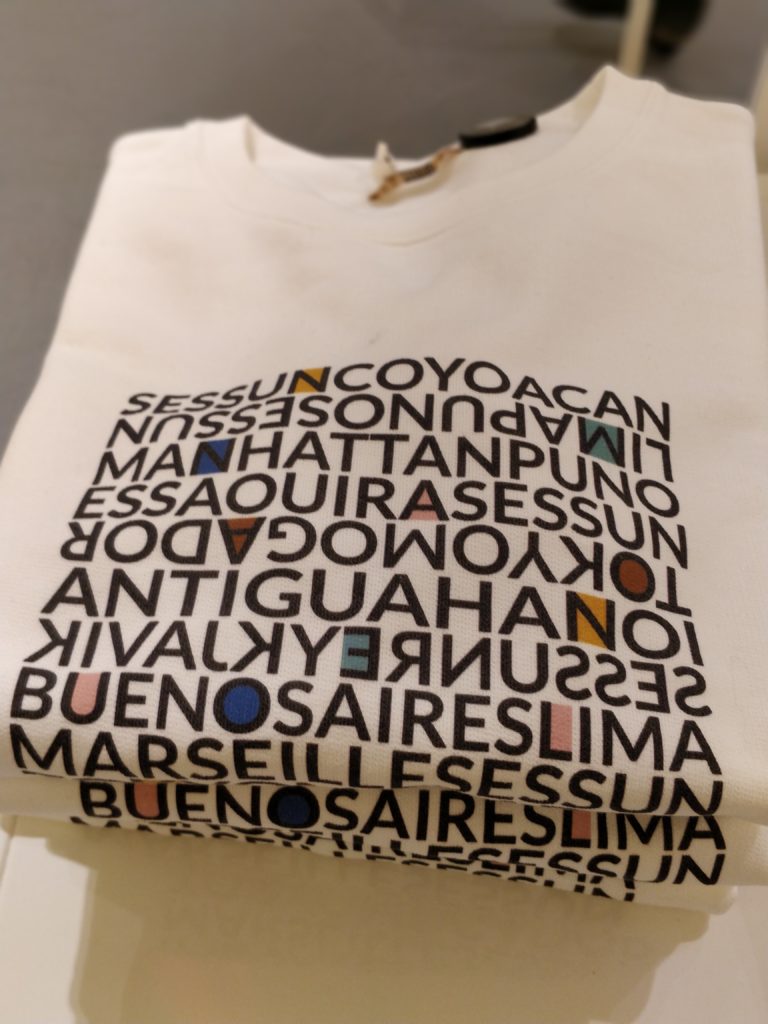 SESSUNCOYOACAN
LIMAPUNOSESSUN
MANHATTANPUNO
ESSAOUIRASESSUN
TOKYOMOGADOR
ANTIGUAHANOI
SESSUNREYKJAVIK
BUENOSAIRESLIMA
MARSEILLESESSUN
BUENOSAIRESLIMA